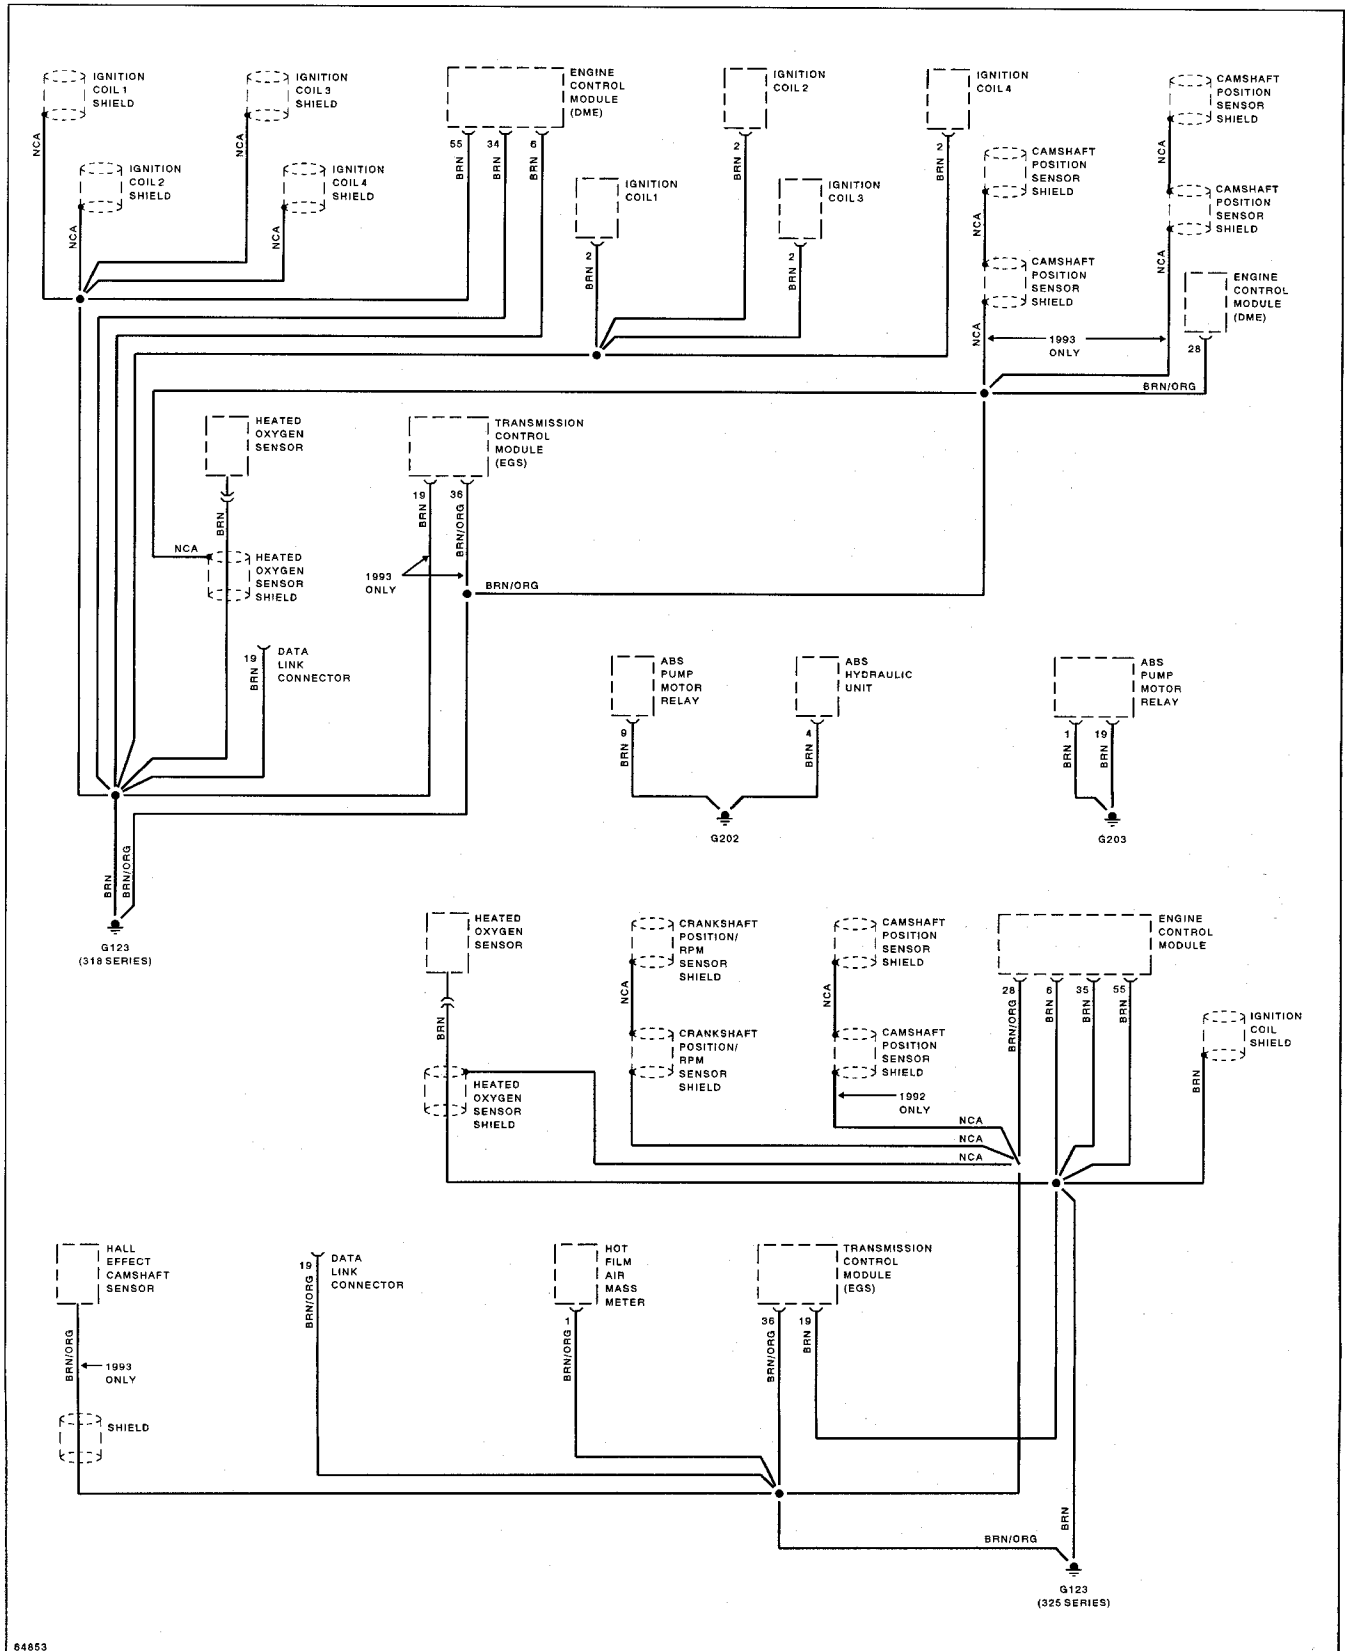 IGNITION
COIL 1
SHIELD
NCA
IGNITION
COIL 2
SHIELD
NCA
IGNITION
COIL 3
SHIELD
NCA
IGNITION
COIL 4
SHIELD
NCA
ENGINE
CONTROL
MODULE
(DME)
55
BRN
34
BRN
6
BRN
IGNITION
COIL 1
2
BRN
IGNITION
COIL 2
2
BRN
IGNITION
COIL 3
2
BRN
IGNITION
COIL 4
2
BRN
CAMSHAFT
POSITION
SENSOR
SHIELD
NCA
CAMSHAFT
POSITION
SENSOR
SHIELD
NCA
CAMSHAFT
POSITION
SENSOR
SHIELD
NCA
CAMSHAFT
POSITION
SENSOR
SHIELD
NCA
1993
ONLY
ENGINE
CONTROL
MODULE
(DME)
28
BRN/ORG
HEATED
OXYGEN
SENSOR
BRN
NCA
HEATED
OXYGEN
SENSOR
SHIELD
TRANSMISSION
CONTROL
MODULE
(EGS)
19
BRN
36
BRN/ORG
1993
ONLY
BRN/ORG
19
BRN
DATA
LINK
CONNECTOR
ABS
PUMP
MOTOR
RELAY
9
BRN
ABS
HYDRAULIC
UNIT
4
BRN
G202
ABS
PUMP
MOTOR
RELAY
1
BRN
19
BRN
G203
BRN
BRN/ORG
G123
(318 SERIES)
HEATED
OXYGEN
SENSOR
BRN
HEATED
OXYGEN
SENSOR
SHIELD
CRANKSHAFT
POSITION/
RPM
SENSOR
SHIELD
NCA
CRANKSHAFT
POSITION/
RPM
SENSOR
SHIELD
CAMSHAFT
POSITION
SENSOR
SHIELD
NCA
CAMSHAFT
POSITION
SENSOR
SHIELD
1992
ONLY
NCA
NCA
NCA
ENGINE
CONTROL
MODULE
28
BRN/ORG
6
BRN
35
BRN
55
BRN
IGNITION
COIL
SHIELD
BRN
HALL
EFFECT
CAMSHAFT
SENSOR
BRN/ORG
1993
ONLY
SHIELD
19
BRN/ORG
DATA
LINK
CONNECTOR
HOT
FILM
AIR
MASS
METER
1
BRN/ORG
TRANSMISSION
CONTROL
MODULE
(EGS)
36
BRN/ORG
19
BRN
BRN/ORG
BRN
G123
(325 SERIES)
64853